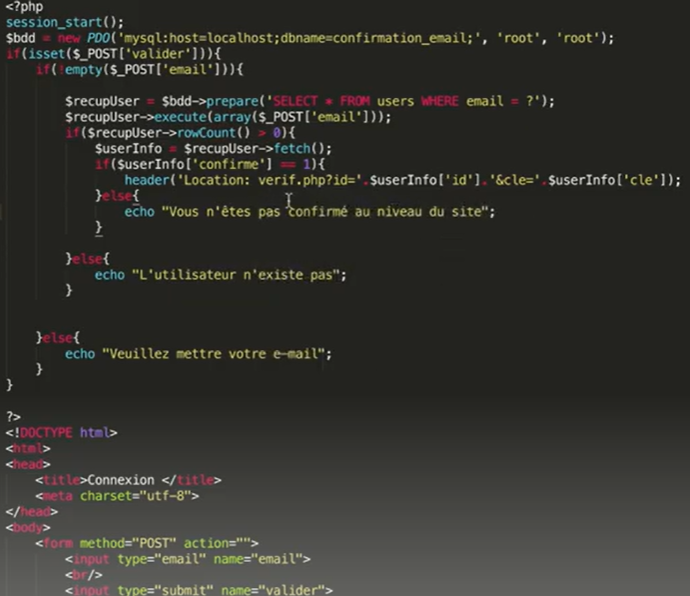 <?php
session_start();
$bdd = new PDO('mysql:host=localhost;dbname=confirmation_email;', 'root', 'root');
if(isset($_POST['valider'])){
    if(!empty($_POST['email'])){
        $recupUser = $bdd->prepare('SELECT * FROM users WHERE email = ?');
        $recupUser->execute(array($_POST['email']));
        if($recupUser->rowCount() > 0){
            $userInfo = $recupUser->fetch();
            if($userInfo['confirme'] == 1){
                header('Location: verif.php?id='.$userInfo['id'].'&cle='.$userInfo['cle']);
            }else{
                echo "Vous n'êtes pas confirmé au niveau du site";
            }
        }else{
            echo "L'utilisateur n'existe pas";
        }
    }else{
        echo "Veuillez mettre votre e-mail";
    }
}
?>
<!DOCTYPE html>
<html>
<head>
    <title>Connexion </title>
    <meta charset="utf-8">
</head>
<body>
    <form method="POST" action="">
        <input type="email" name="email">
        <br/>
        <input type="submit" name="valider">